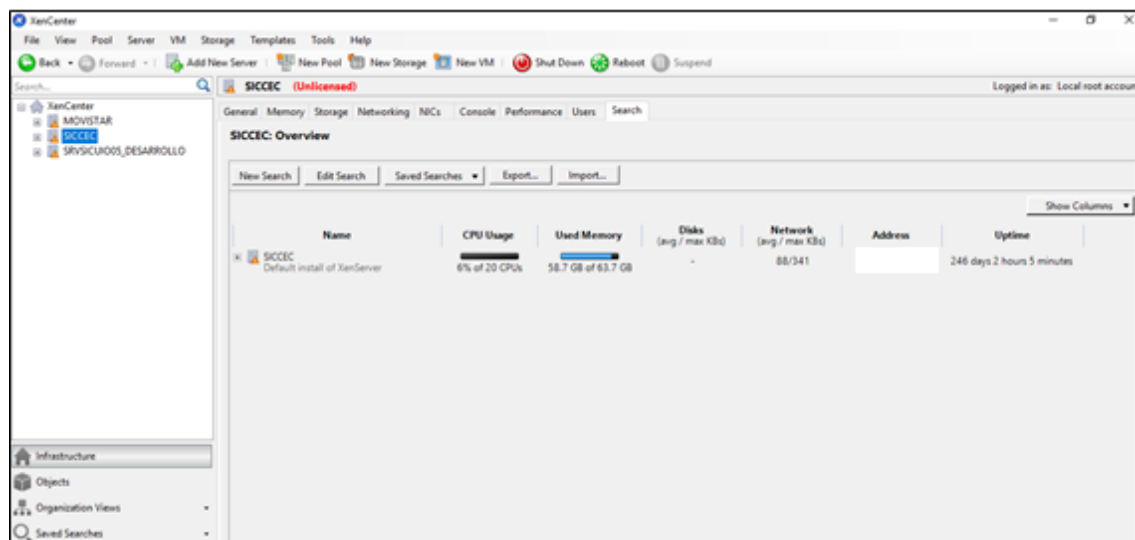 XenCenter
File View Pool Server VM Storage Templates Tools Help
Back Forward Add New Server New Pool New Storage New VM Shut Down Reboot Suspend
Search... SICCEC (Unlicensed) Logged in as: Local root accoun
XenCenter
MOVISTAR
SICCEC
SRVSICUIO05_DESARROLLO
General Memory Storage Networking NICs Console Performance Users Search
SICCEC: Overview
New Search Edit Search Saved Searches Export... Import...
Show Columns
Name CPU Usage Used Memory Disks (avg / max KBs) Network (avg / max KBs) Address Uptime
SICCEC
Default install of XenServer 6% of 20 CPUs 58.7 GB of 63.7 GB - 88/341 246 days 2 hours 5 minutes
Infrastructure
Objects
Organization Views
Saved Searches